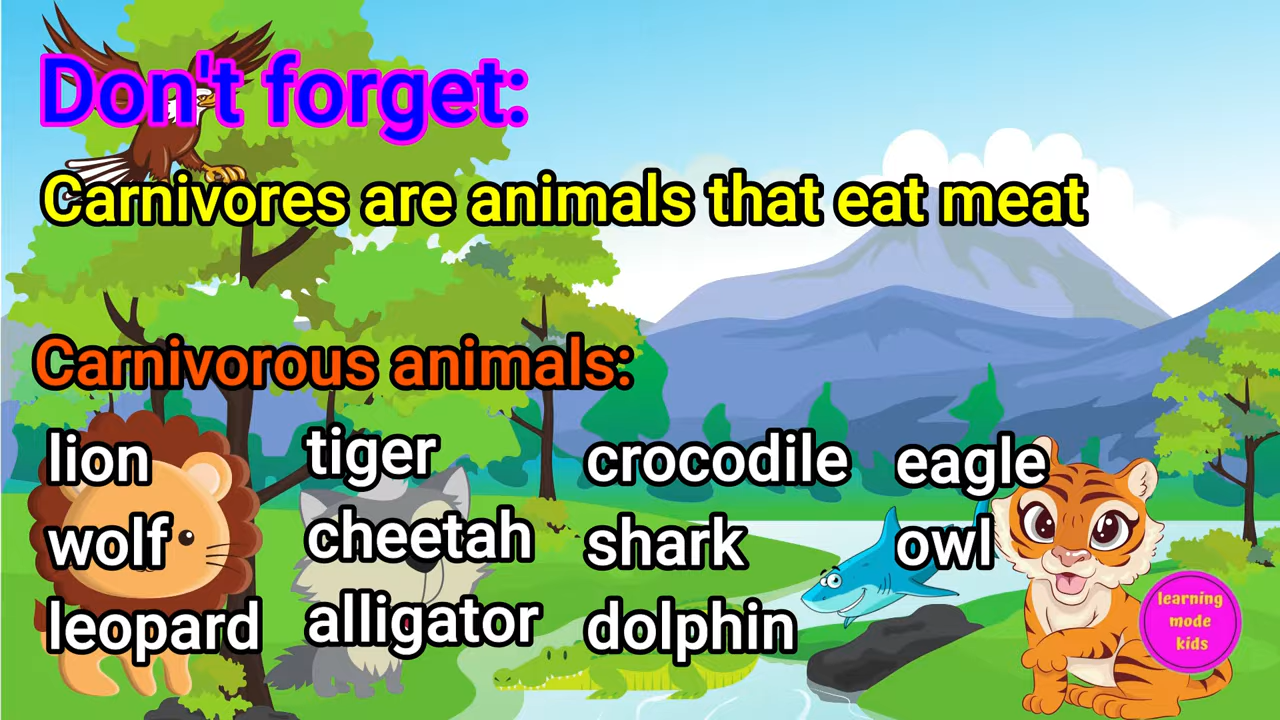 Don't forget:
Carnivores are animals that eat meat
Carnivorous animals:
lion tiger crocodile eagle
wolf cheetah shark owl
leopard alligator dolphin
learning
mode
kids